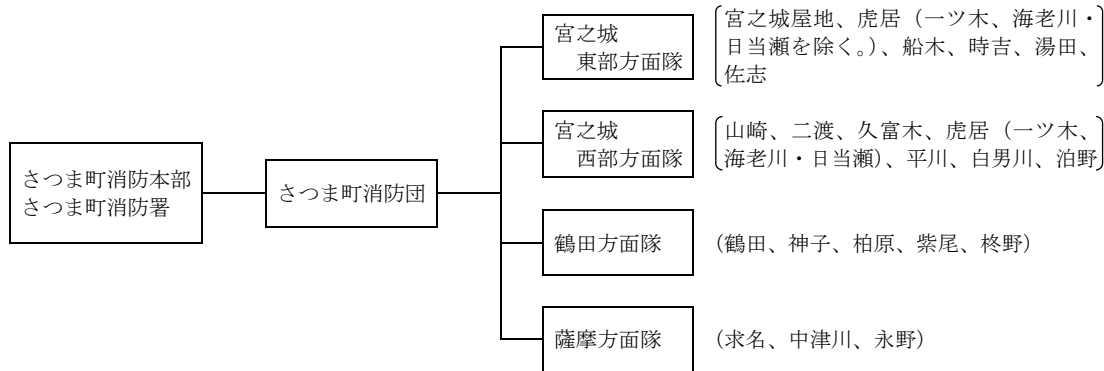 さつま町消防本部
さつま町消防署
さつま町消防団
宮之城
東部方面隊
宮之城屋地、虎居(一ツ木、海老川・
日当瀬を除く。)、船木、時吉、湯田、
佐志
宮之城
西部方面隊
山崎、二渡、久富木、虎居(一ツ木、
海老川・日当瀬)、平川、白男川、泊野
鶴田方面隊
(鶴田、神子、柏原、紫尾、柊野)
薩摩方面隊
(求名、中津川、永野)